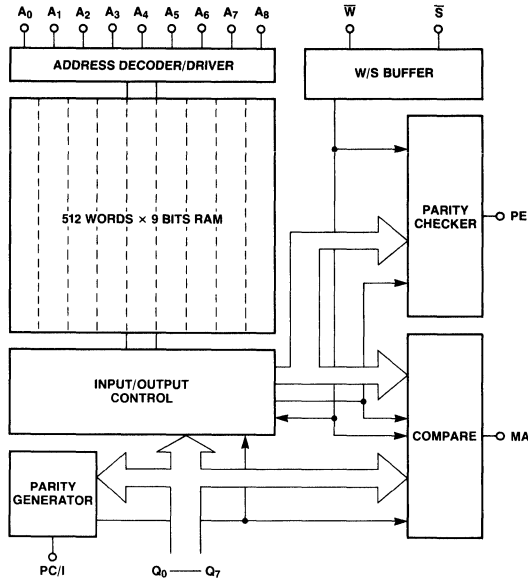 A0 A1 A2 A3 A4 A5 A6 A7 A8
W̅ S̅
ADDRESS DECODER/DRIVER
W/S BUFFER
512 WORDS × 9 BITS RAM
PARITY
CHECKER
PE
INPUT/OUTPUT
CONTROL
COMPARE
MA
PARITY
GENERATOR
PC/I
Q0 — Q7